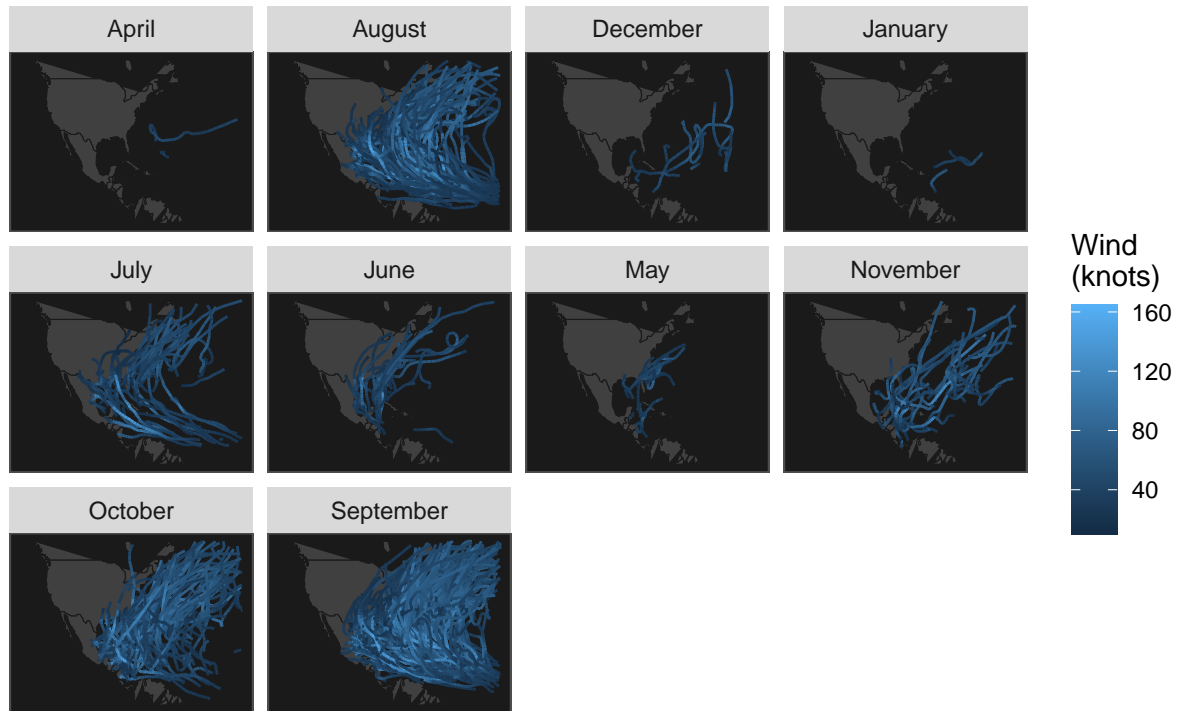 April
August
December
January
July
June
May
November
October
September
Wind
(knots)
160
120
80
40